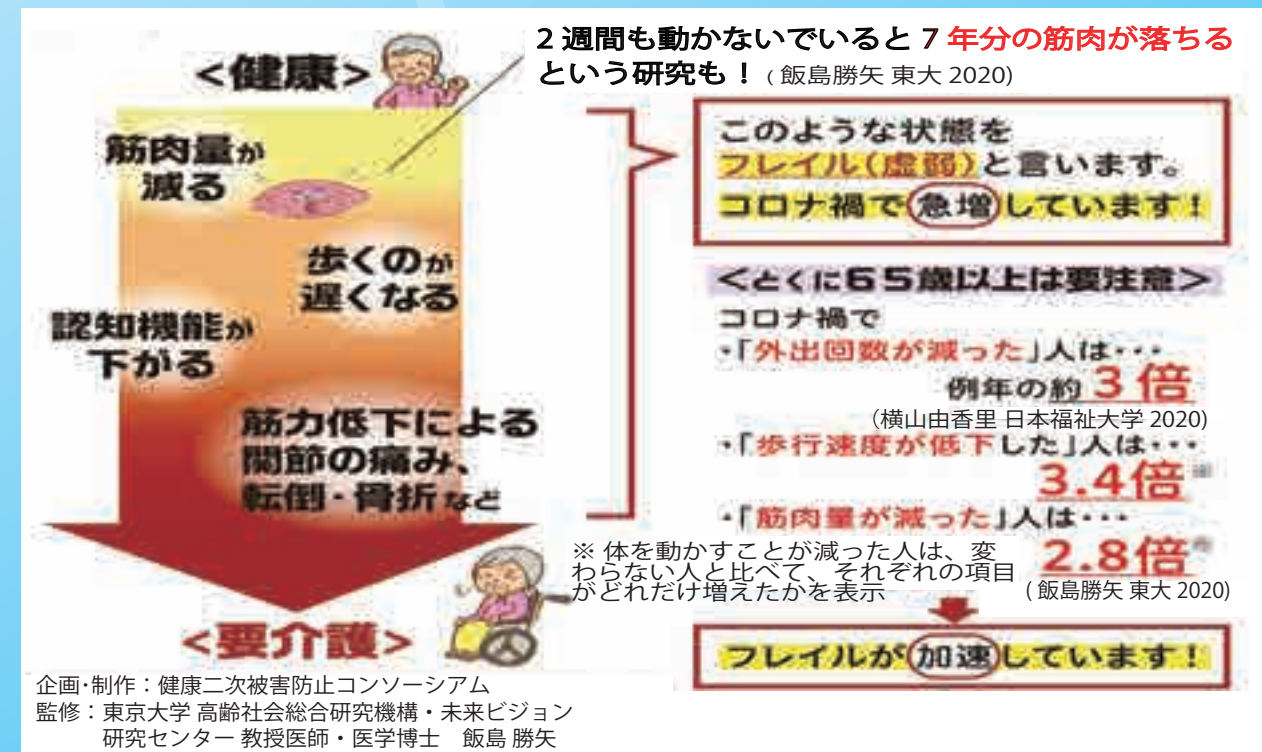 2週間も動かないでいると7年分の筋肉が落ちる
という研究も！(飯島勝矢 東大 2020)
<健康>
筋肉量が
減る
歩くのが
遅くなる
認知機能が
下がる
筋力低下による
関節の痛み、
転倒・骨折など
<要介護>
このような状態を
フレイル(虚弱)と言います。
コロナ禍で急増しています！
<とくに65歳以上は要注意>
コロナ禍で
・「外出回数が減った」人は・・・
例年の約3倍
(横山由香里 日本福祉大学 2020)
・「歩行速度が低下した」人は・・・
3.4倍※
・「筋肉量が減った」人は・・・
2.8倍※
(飯島勝矢 東大 2020)
※ 体を動かすことが減った人は、変
わらない人と比べて、それぞれの項目
がどれだけ増えたかを表示
フレイルが加速しています！
企画・制作：健康二次被害防止コンソーシアム
監修：東京大学 高齢社会総合研究機構・未来ビジョン
研究センター 教授医師・医学博士 飯島 勝矢